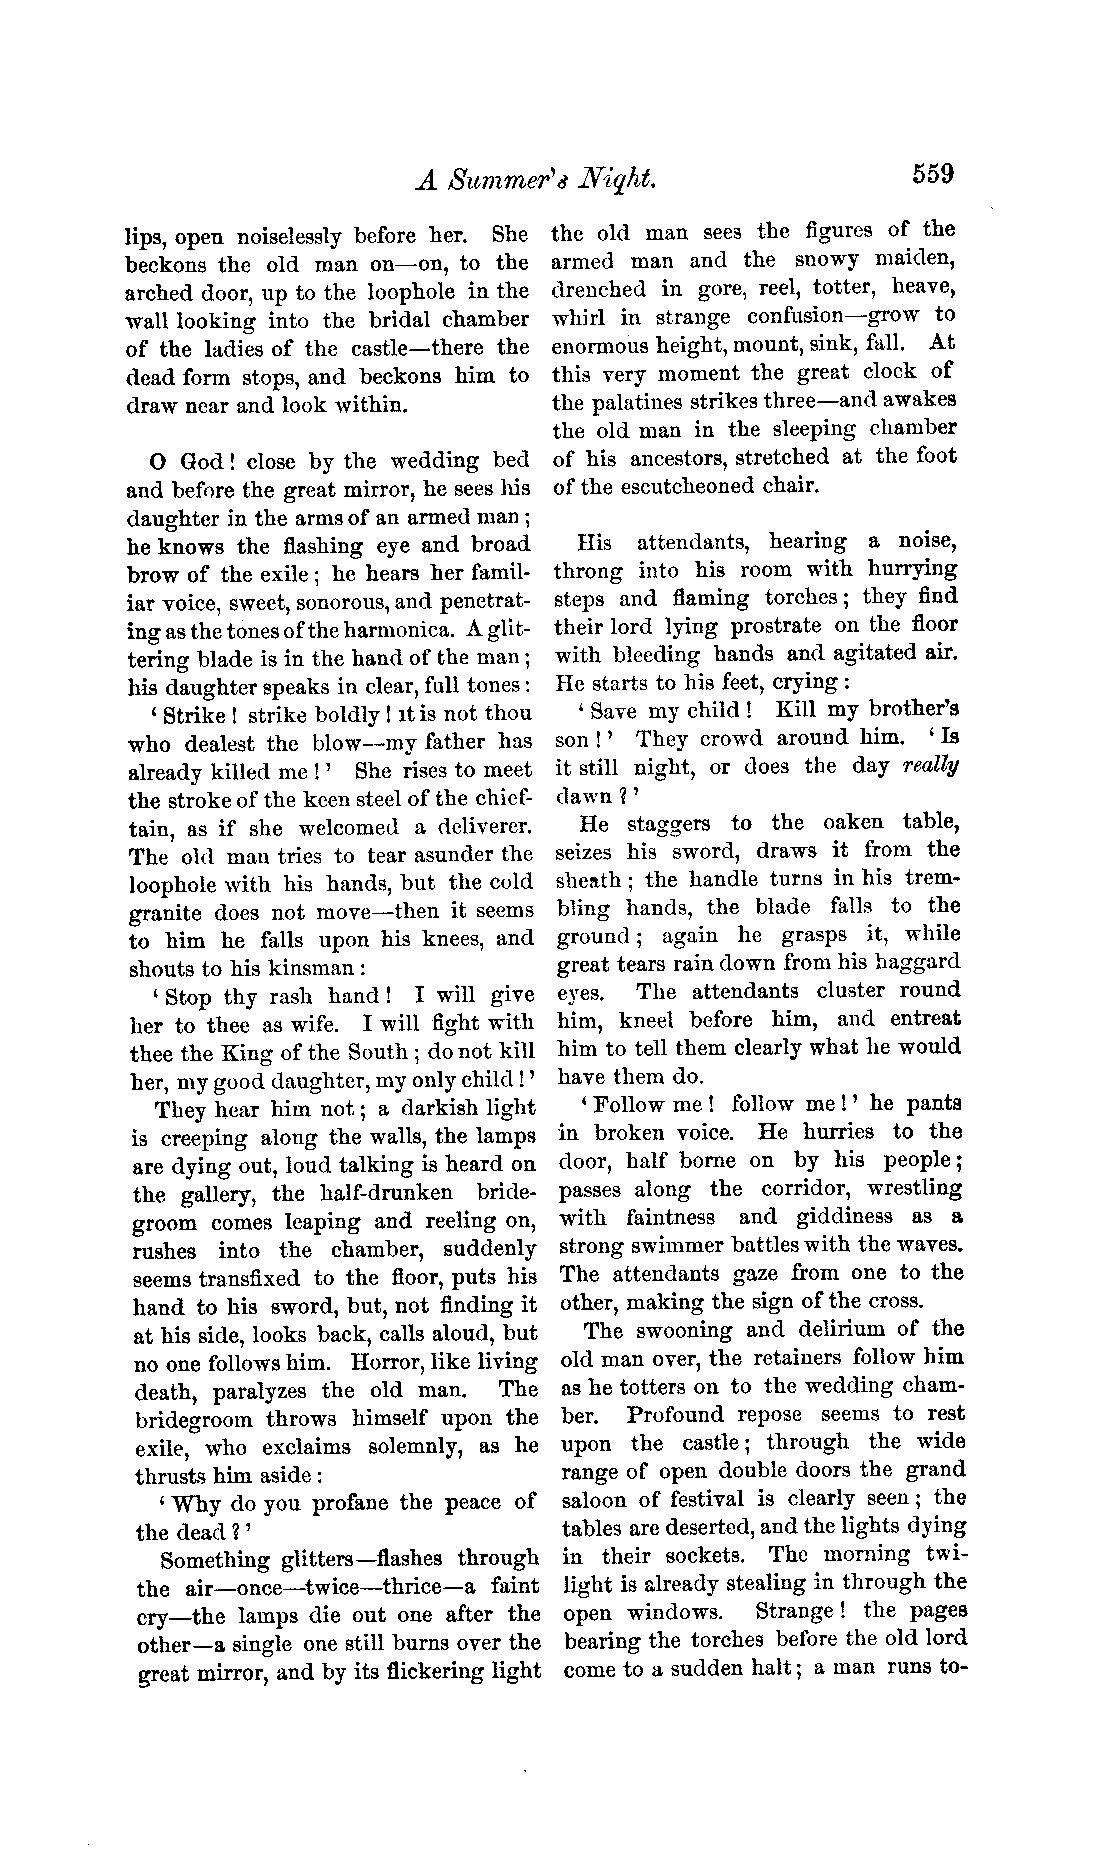 A Summer's Night.
559
lips, open noiselessly before her. She
beckons the old man on—on, to the
arched door, up to the loophole in the
wall looking into the bridal chamber
of the ladies of the castle—there the
dead form stops, and beckons him to
draw near and look within.
O God! close by the wedding bed
and before the great mirror, he sees his
daughter in the arms of an armed man;
he knows the flashing eye and broad
brow of the exile; he hears her famil-
iar voice, sweet, sonorous, and penetrat-
ing as the tones of the harmonica. A glit-
tering blade is in the hand of the man;
his daughter speaks in clear, full tones:
'Strike! strike boldly! it is not thou
who dealest the blow—my father has
already killed me!' She rises to meet
the stroke of the keen steel of the chief-
tain, as if she welcomed a deliverer.
The old man tries to tear asunder the
loophole with his hands, but the cold
granite does not move—then it seems
to him he falls upon his knees, and
shouts to his kinsman:
'Stop thy rash hand! I will give
her to thee as wife. I will fight with
thee the King of the South; do not kill
her, my good daughter, my only child!'
They hear him not; a darkish light
is creeping along the walls, the lamps
are dying out, loud talking is heard on
the gallery, the half-drunken bride-
groom comes leaping and reeling on,
rushes into the chamber, suddenly
seems transfixed to the floor, puts his
hand to his sword, but, not finding it
at his side, looks back, calls aloud, but
no one follows him. Horror, like living
death, paralyzes the old man. The
bridegroom throws himself upon the
exile, who exclaims solemnly, as he
thrusts him aside:
'Why do you profane the peace of
the dead?'
Something glitters—flashes through
the air—once—twice—thrice—a faint
cry—the lamps die out one after the
other—a single one still burns over the
great mirror, and by its flickering light
the old man sees the figures of the
armed man and the snowy maiden,
drenched in gore, reel, totter, heave,
whirl in strange confusion—grow to
enormous height, mount, sink, fall. At
this very moment the great clock of
the palatines strikes three—and awakes
the old man in the sleeping chamber
of his ancestors, stretched at the foot
of the escutcheoned chair.
His attendants, hearing a noise,
throng into his room with hurrying
steps and flaming torches; they find
their lord lying prostrate on the floor
with bleeding hands and agitated air.
He starts to his feet, crying:
'Save my child! Kill my brother's
son!' They crowd around him. 'Is
it still night, or does the day really
dawn?'
He staggers to the oaken table,
seizes his sword, draws it from the
sheath; the handle turns in his trem-
bling hands, the blade falls to the
ground; again he grasps it, while
great tears rain down from his haggard
eyes. The attendants cluster round
him, kneel before him, and entreat
him to tell them clearly what he would
have them do.
'Follow me! follow me!' he pants
in broken voice. He hurries to the
door, half borne on by his people;
passes along the corridor, wrestling
with faintness and giddiness as a
strong swimmer battles with the waves.
The attendants gaze from one to the
other, making the sign of the cross.
The swooning and delirium of the
old man over, the retainers follow him
as he totters on to the wedding cham-
ber. Profound repose seems to rest
upon the castle; through the wide
range of open double doors the grand
saloon of festival is clearly seen; the
tables are deserted, and the lights dying
in their sockets. The morning twi-
light is already stealing in through the
open windows. Strange! the pages
bearing the torches before the old lord
come to a sudden halt; a man runs to-